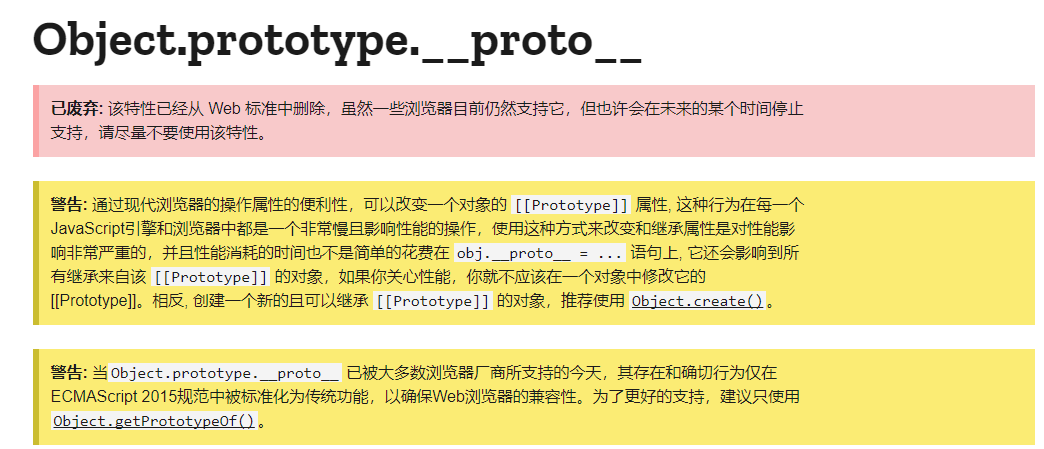 Object.prototype.__proto__
已废弃: 该特性已经从 Web 标准中删除，虽然一些浏览器目前仍然支持它，但也许会在未来的某个时间停止
支持，请尽量不要使用该特性。
警告: 通过现代浏览器的操作属性的便利性，可以改变一个对象的 [[Prototype]] 属性, 这种行为在每一个
JavaScript引擎和浏览器中都是一个非常慢且影响性能的操作，使用这种方式来改变和继承属性是对性能影
响非常严重的，并且性能消耗的时间也不是简单的花费在 obj.__proto__ = ... 语句上, 它还会影响到所
有继承来自该 [[Prototype]] 的对象，如果你关心性能，你就不应该在一个对象中修改它的
[[Prototype]]。相反, 创建一个新的且可以继承 [[Prototype]] 的对象，推荐使用 Object.create()。
警告: 当Object.prototype.__proto__ 已被大多数浏览器厂商所支持的今天，其存在和确切行为仅在
ECMAScript 2015规范中被标准化为传统功能，以确保Web浏览器的兼容性。为了更好的支持，建议只使用
Object.getPrototypeOf()。